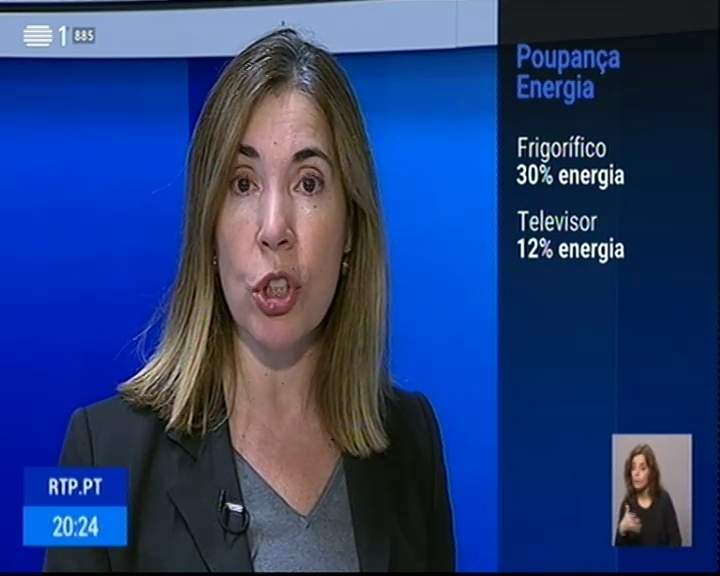 1 885
Poupança
Energia
Frigorífico
30% energia
Televisor
12% energia
RTP.PT
20:24